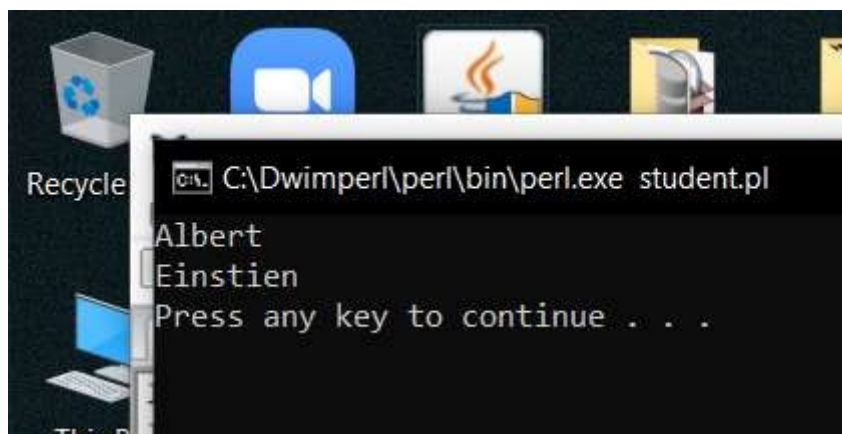 Recycle
C:\Dwimperl\perl\bin\perl.exe student.pl
Albert
Einstien
Press any key to continue . . .